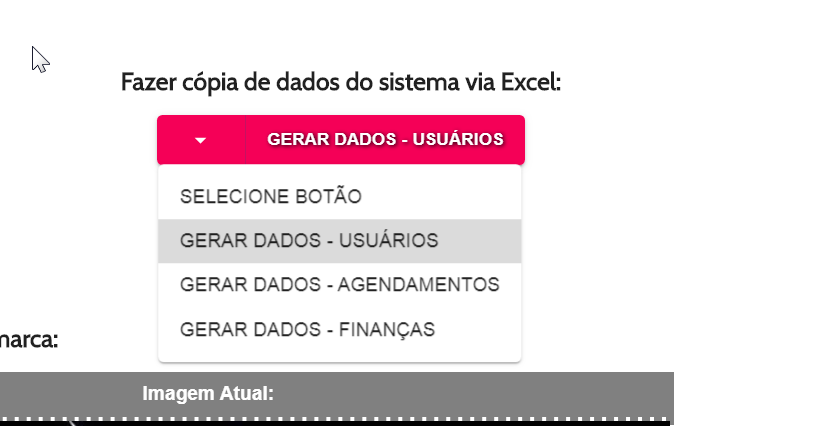 Fazer cópia de dados do sistema via Excel:
GERAR DADOS - USUÁRIOS
SELECIONE BOTÃO
GERAR DADOS - USUÁRIOS
GERAR DADOS - AGENDAMENTOS
GERAR DADOS - FINANÇAS
marca:
Imagem Atual: